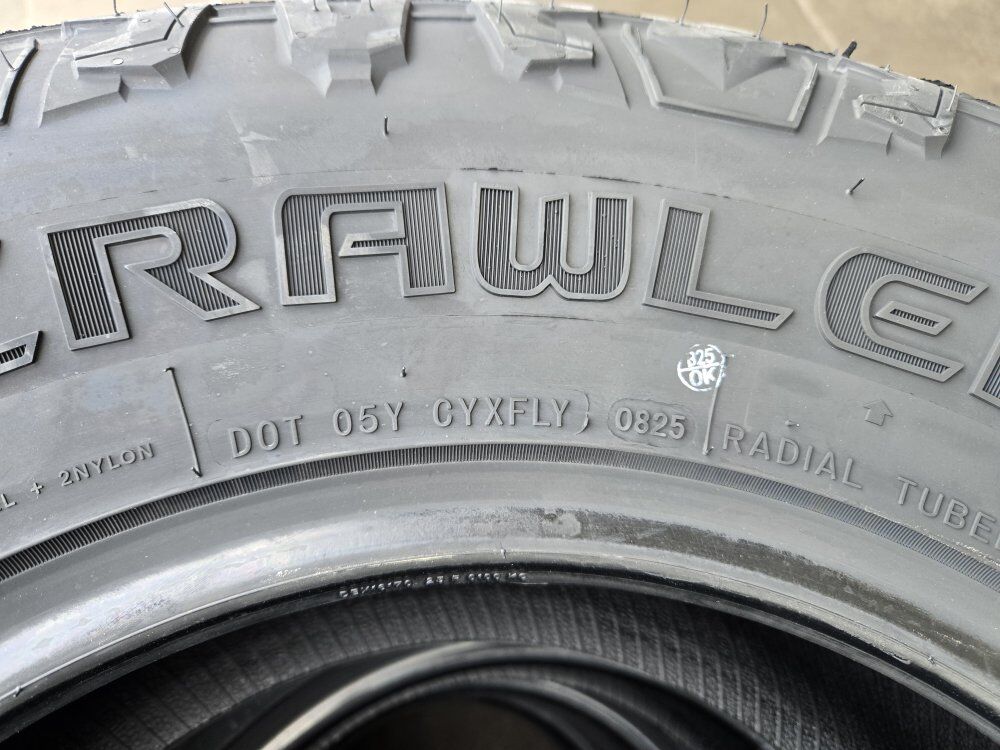 RAWLE
325
OK
L + 2NYLON
DOT 05Y CYXFLY 0825
RADIAL TUBE